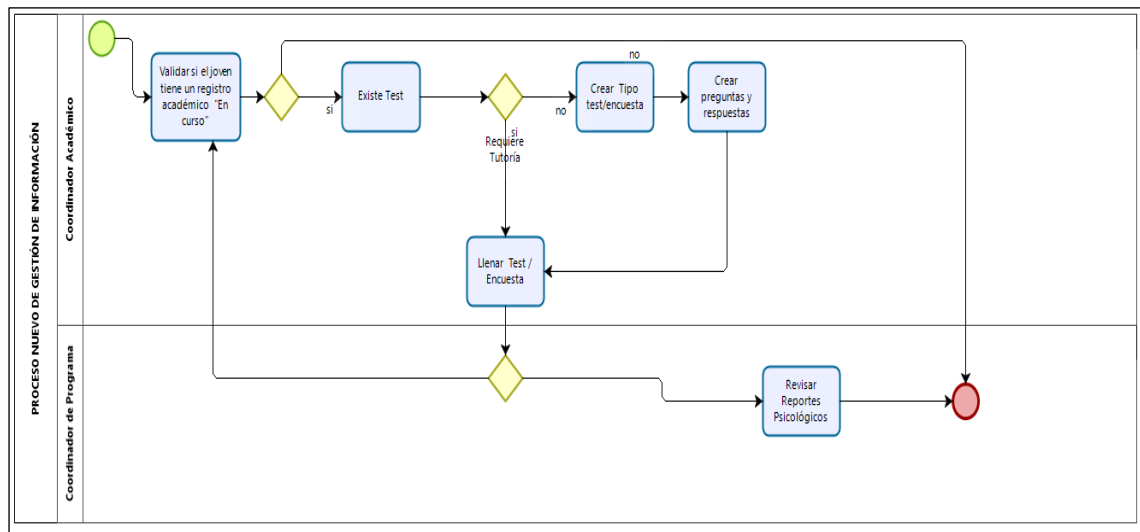 PROCESO NUEVO DE GESTIÓN DE INFORMACIÓN
Coordinador Académico
Validar si el joven
tiene un registro
académico "En
curso"
si
Existe Test
no
no
Crear Tipo
test/encuesta
Crear
preguntas y
respuestas
si
Requiere
Tutoría
Llenar Test /
Encuesta
Coordinador de Programa
Revisar
Reportes
Psicológicos